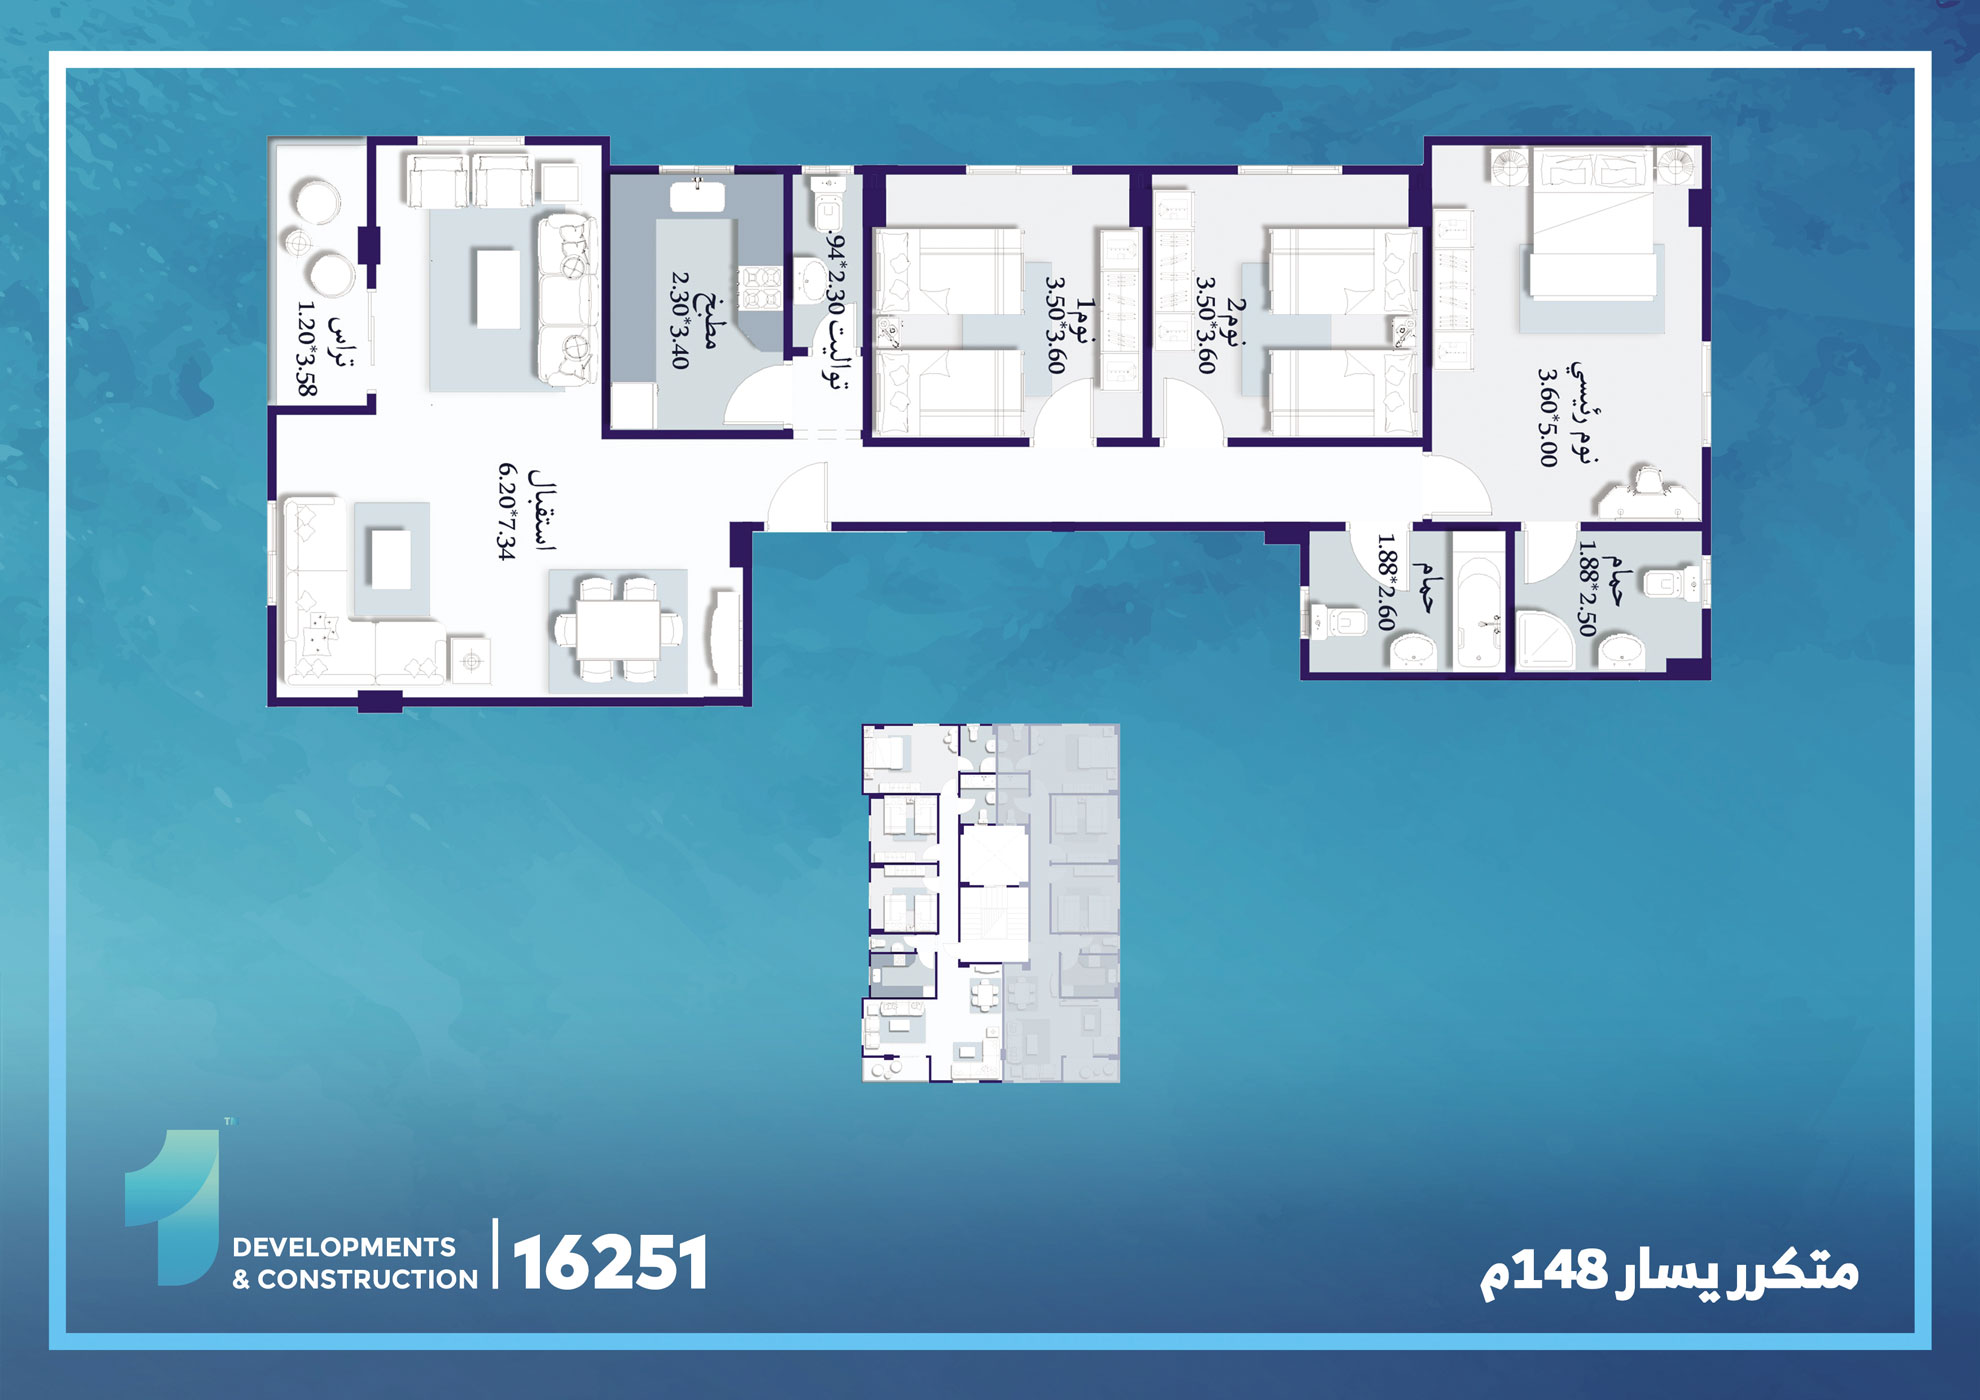 تراس
1.20*3.58
استقبال
6.20*7.34
مطبخ
2.30*3.40
تواليت
.94*2.30
نوم1
3.50*3.60
نوم2
3.50*3.60
نوم رئيسي
3.60*5.00
حمام
1.88*2.60
حمام
1.88*2.50
1
TM
DEVELOPMENTS
& CONSTRUCTION
16251
متكرر يسار 148م